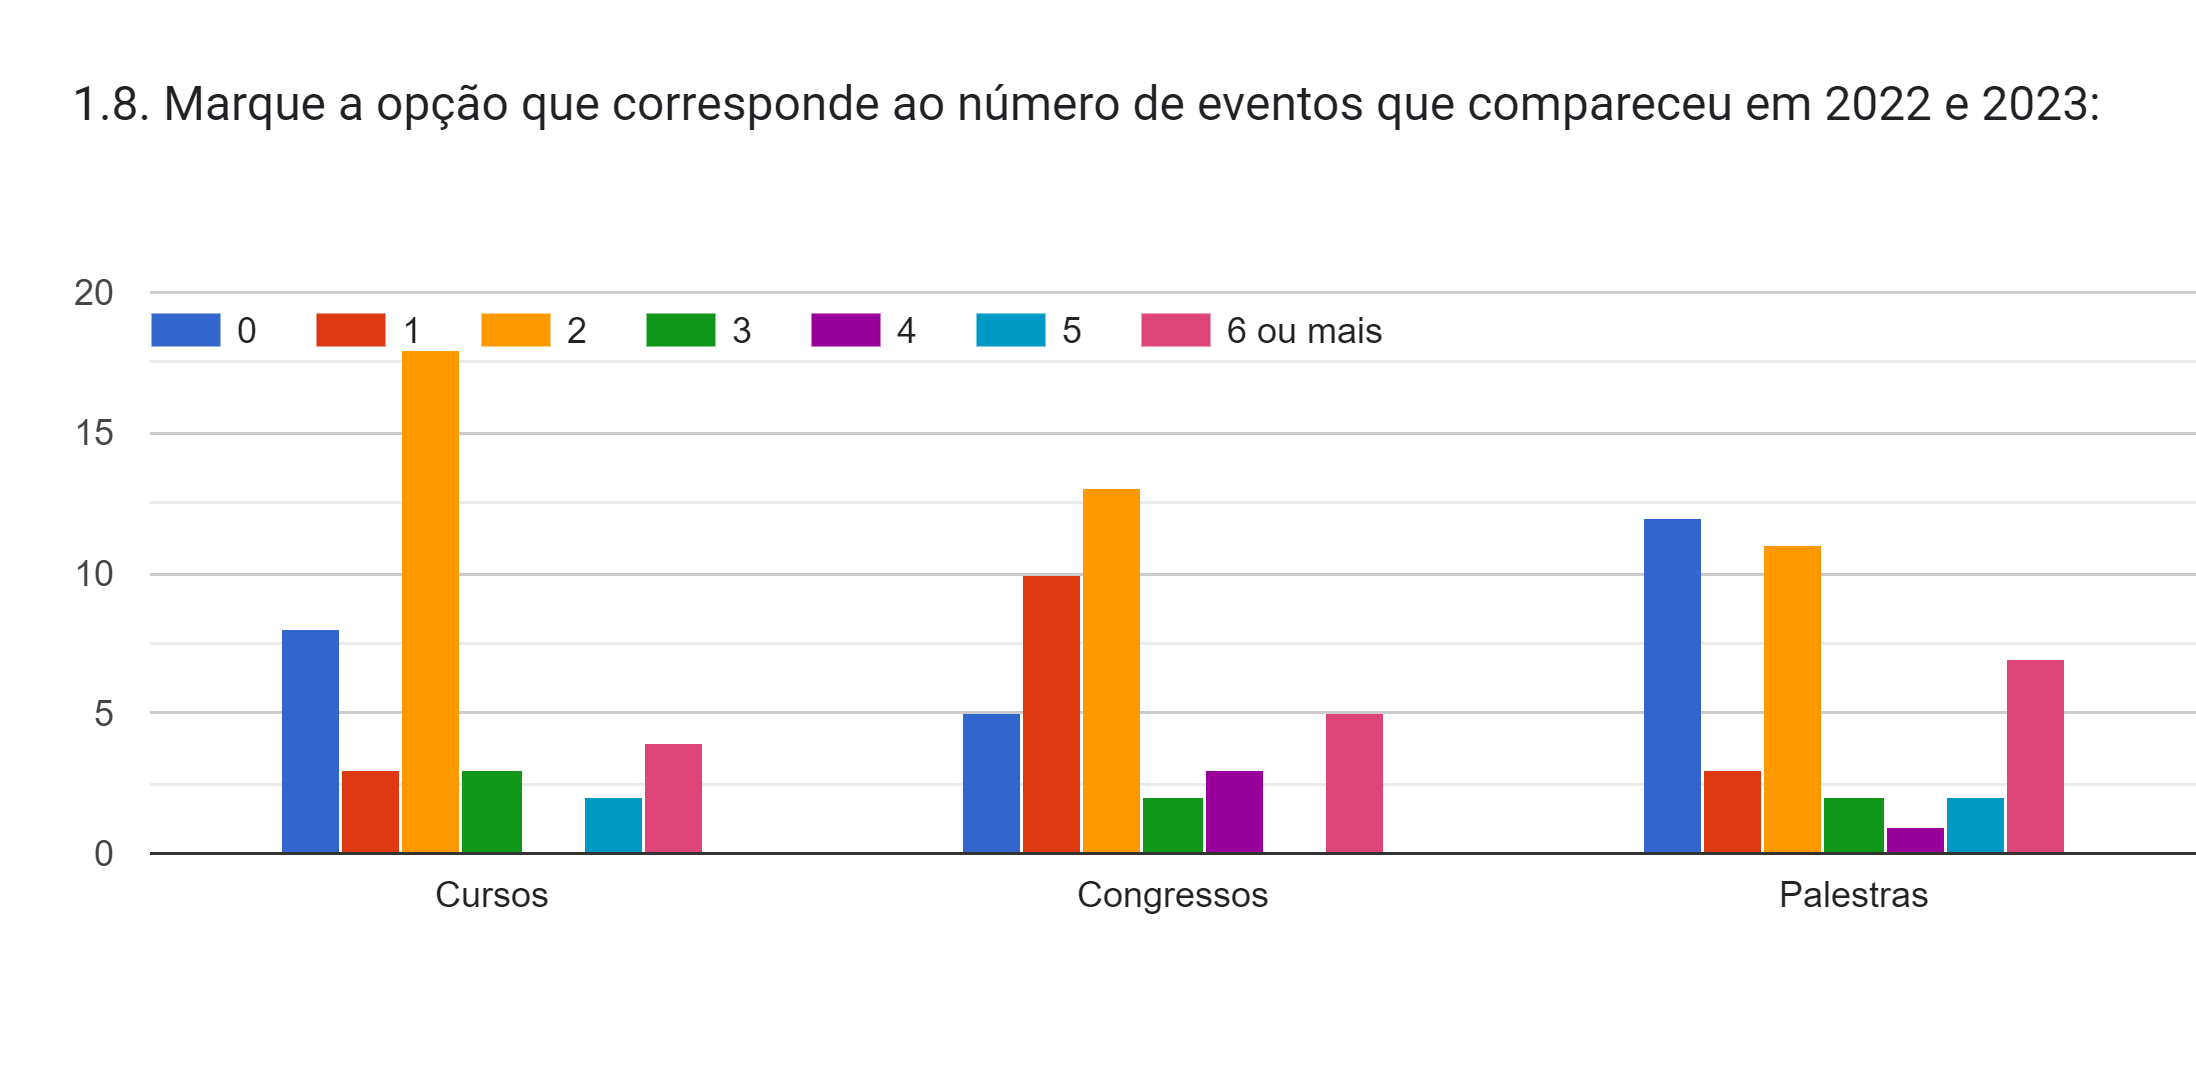 1.8. Marque a opção que corresponde ao número de eventos que compareceu em 2022 e 2023:
20
0 1 2 3 4 5 6 ou mais
15
10
5
0
Cursos Congressos Palestras